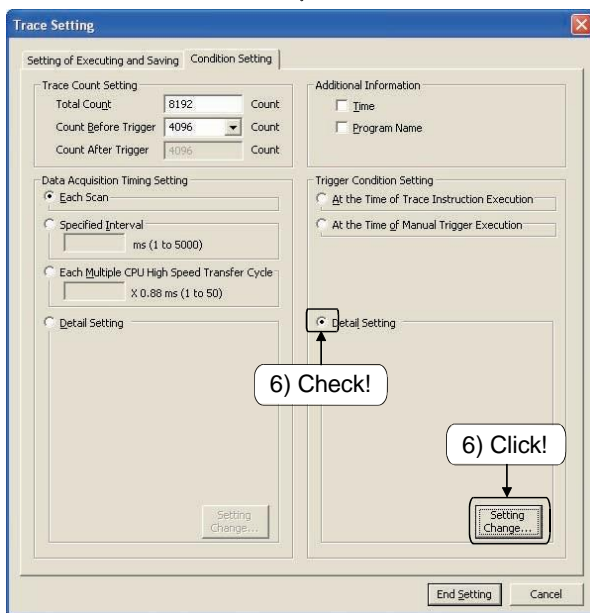 Trace Setting
Setting of Executing and Saving Condition Setting
Trace Count Setting
Total Count 8192 Count
Count Before Trigger 4096 Count
Count After Trigger 4096 Count
Additional Information
Time
Program Name
Data Acquisition Timing Setting
Each Scan
Specified Interval
ms (1 to 5000)
Each Multiple CPU High Speed Transfer Cycle
X 0.88 ms (1 to 50)
Detail Setting
Setting
Change...
Trigger Condition Setting
At the Time of Trace Instruction Execution
At the Time of Manual Trigger Execution
Detail Setting
6) Check!
6) Click!
Setting
Change...
End Setting Cancel